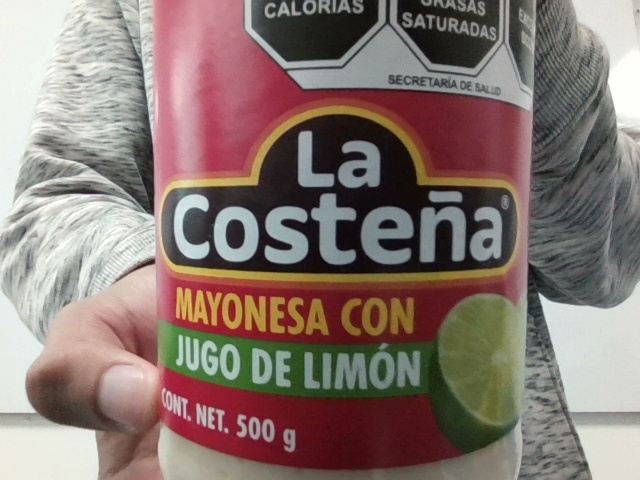 CALORÍAS
GRASAS
SATURADAS
SECRETARÍA DE SALUD
La
Costeña®
MAYONESA CON
JUGO DE LIMÓN
CONT. NET. 500 g